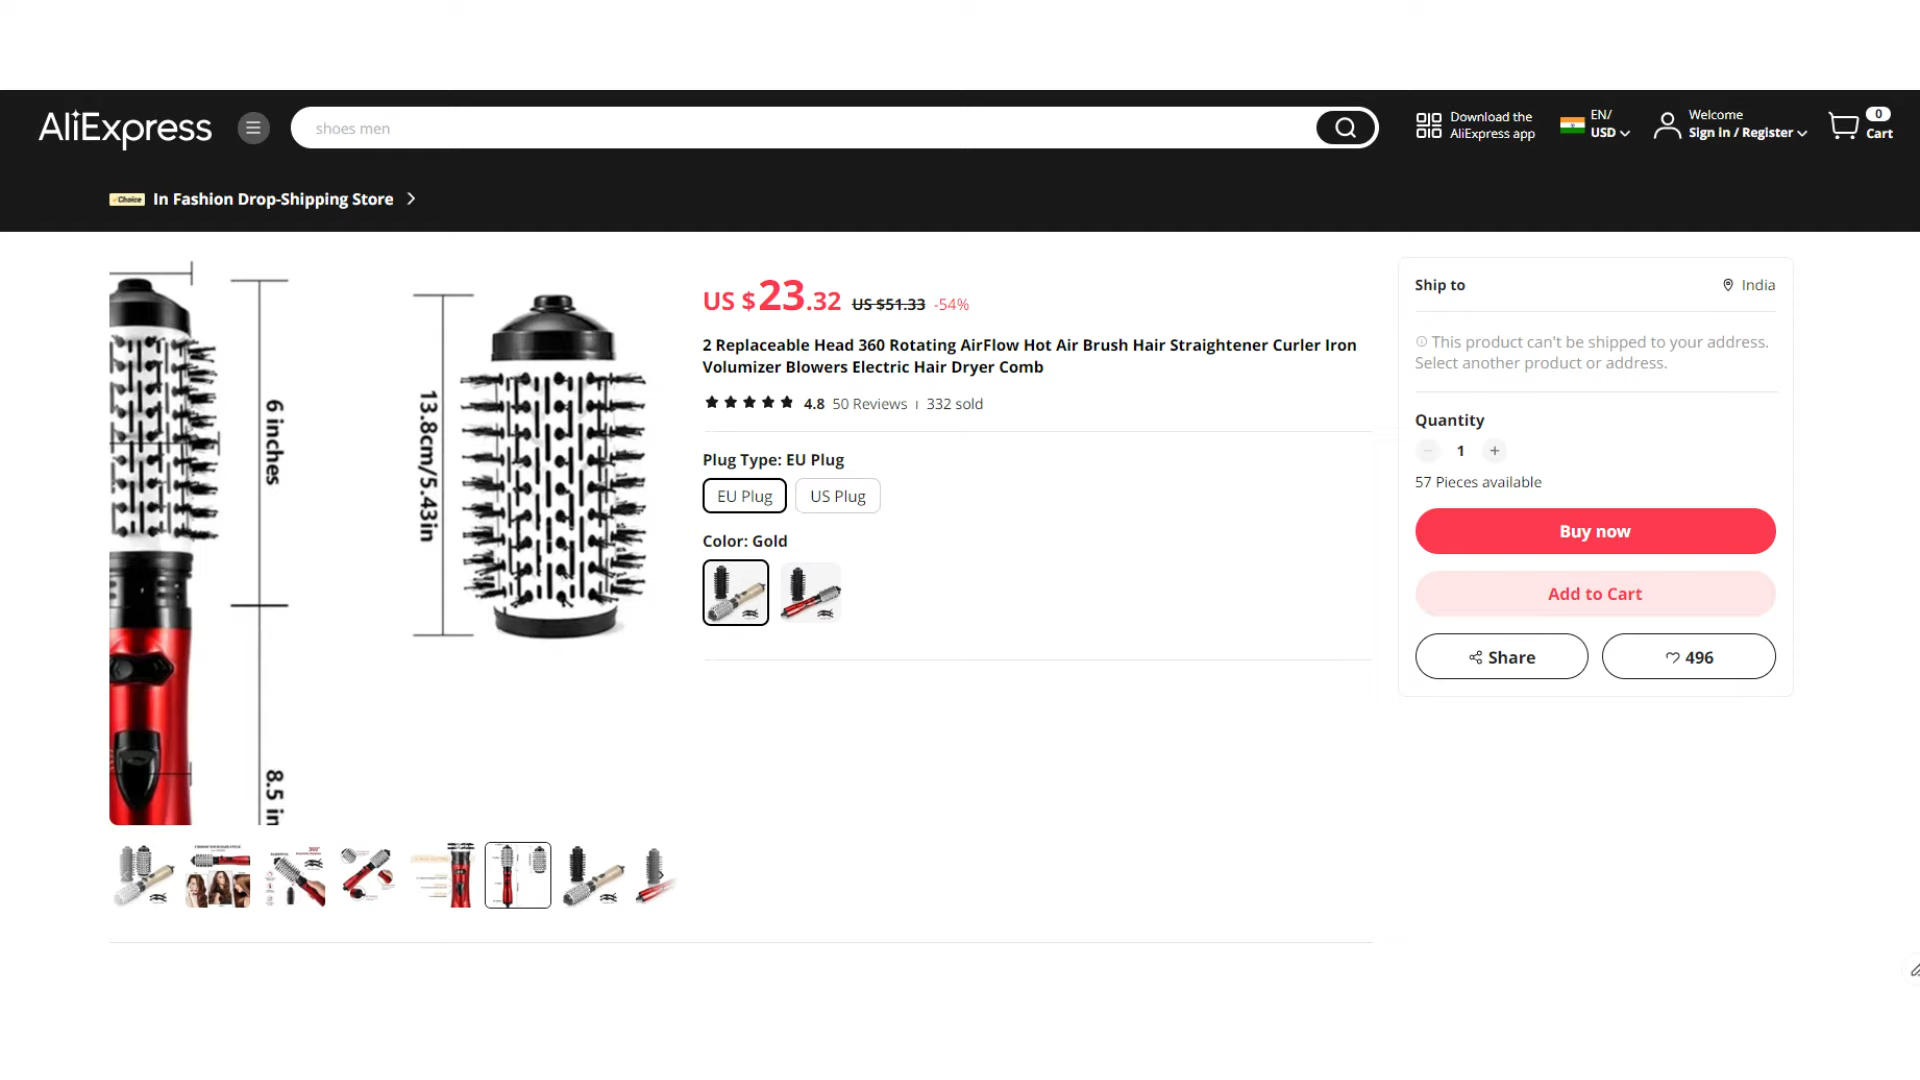 AliExpress
shoes men
Download the
AliExpress app
EN/
USD
Welcome
Sign in / Register
0
Cart
Choice
In Fashion Drop-Shipping Store
6 inches
8.5 in
13.8cm/5.43in
US $23.32 US $51.33 -54%
2 Replaceable Head 360 Rotating AirFlow Hot Air Brush Hair Straightener Curler Iron
Volumizer Blowers Electric Hair Dryer Comb
4.8 50 Reviews 332 sold
Plug Type: EU Plug
EU Plug
US Plug
Color: Gold
Ship to
India
This product can't be shipped to your address.
Select another product or address.
Quantity
1
57 Pieces available
Buy now
Add to Cart
Share
496